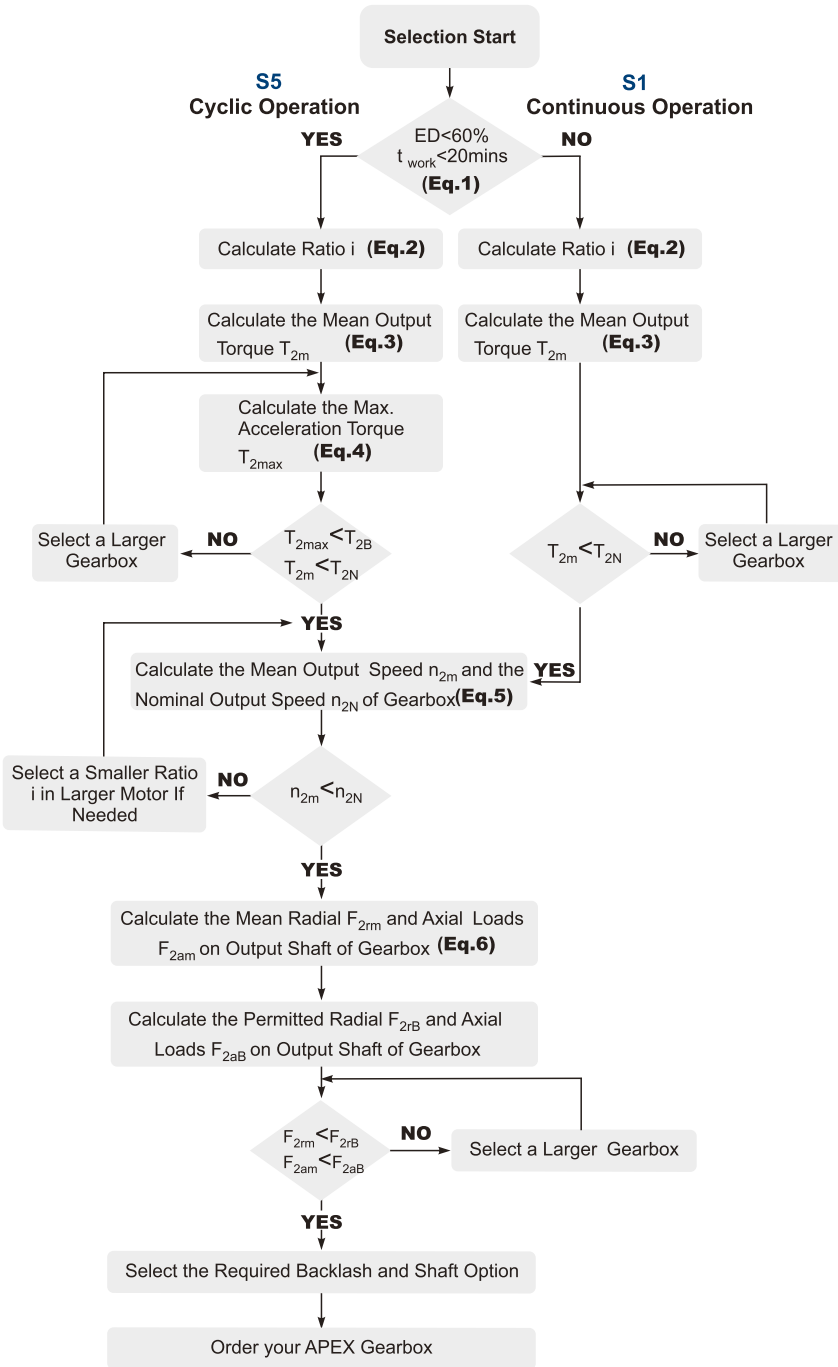 Selection Start
S5
Cyclic Operation
S1
Continuous Operation
YES
ED<60%
t work<20mins
(Eq.1)
NO
Calculate Ratio i (Eq.2)
Calculate Ratio i (Eq.2)
Calculate the Mean Output
Torque T2m (Eq.3)
Calculate the Mean Output
Torque T2m (Eq.3)
Calculate the Max.
Acceleration Torque
T2max (Eq.4)
Select a Larger
Gearbox
NO
T2max<T2B
T2m<T2N
T2m<T2N
NO
Select a Larger
Gearbox
YES
Calculate the Mean Output Speed n2m and the
Nominal Output Speed n2N of Gearbox(Eq.5)
YES
Select a Smaller Ratio
i in Larger Motor If
Needed
NO
n2m<n2N
YES
Calculate the Mean Radial F2rm and Axial Loads
F2am on Output Shaft of Gearbox (Eq.6)
Calculate the Permitted Radial F2rB and Axial
Loads F2aB on Output Shaft of Gearbox
F2rm<F2rB
F2am<F2aB
NO
Select a Larger Gearbox
YES
Select the Required Backlash and Shaft Option
Order your APEX Gearbox